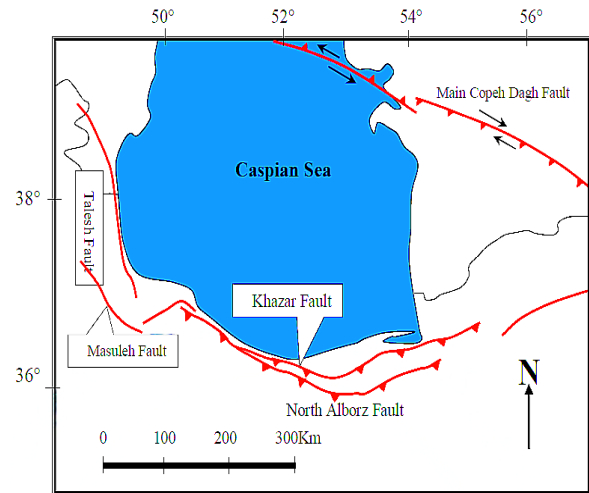 50° 52° 54° 56°
Main Copeh Dagh Fault
Caspian Sea
38°
Talesh Fault
Khazar Fault
Masuleh Fault
36°
N
North Alborz Fault
0 100 200 300Km